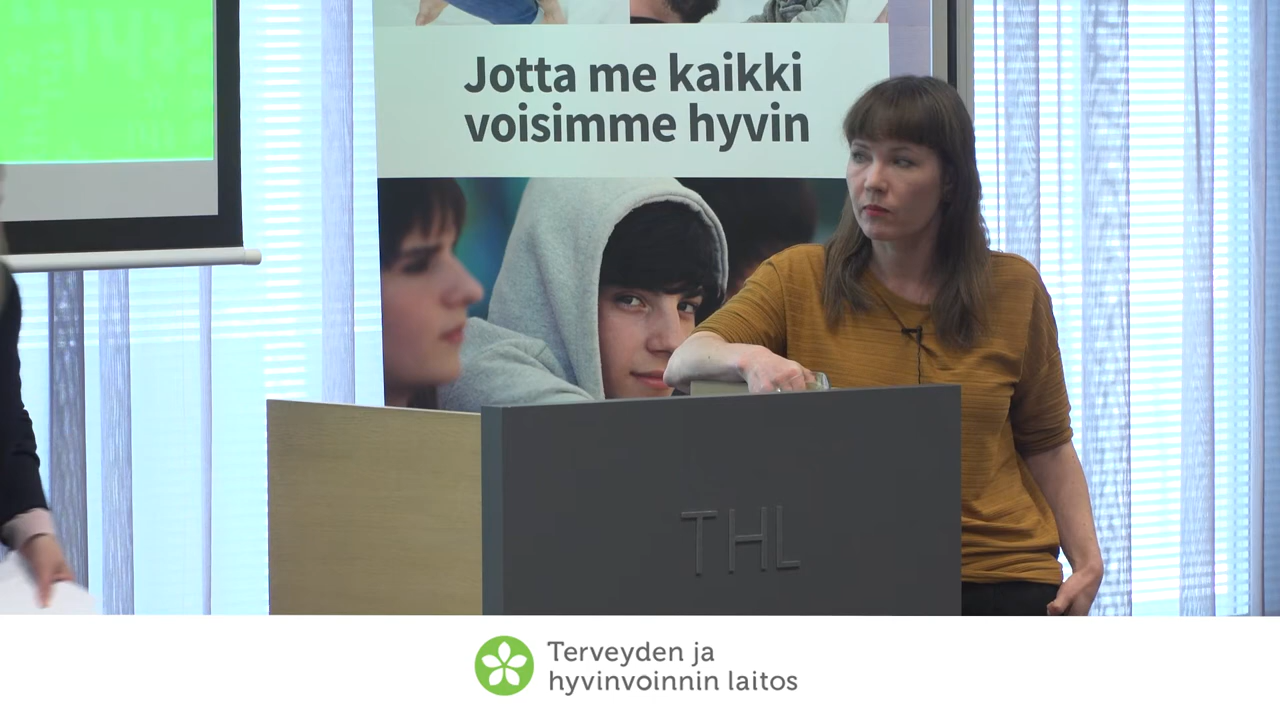 Jotta me kaikki
voisimme hyvin
THL
Terveyden ja
hyvinvoinnin laitos